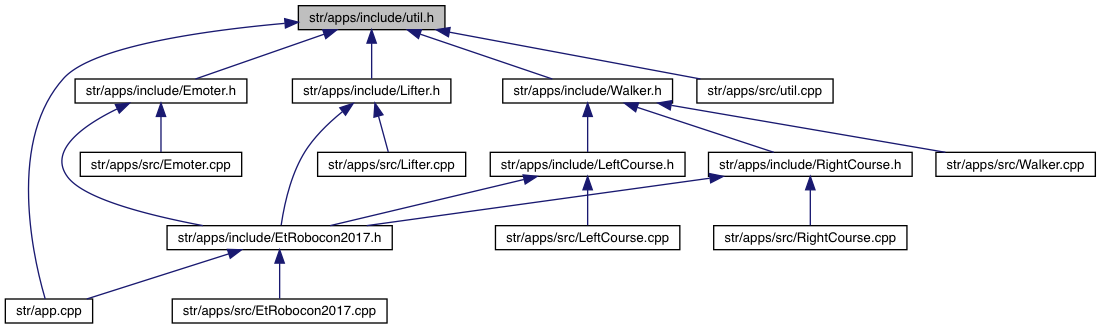 str/apps/include/util.h
str/apps/include/Emoter.h
str/apps/include/Lifter.h
str/apps/include/Walker.h
str/apps/src/util.cpp
str/apps/src/Emoter.cpp
str/apps/src/Lifter.cpp
str/apps/include/LeftCourse.h
str/apps/include/RightCourse.h
str/apps/src/Walker.cpp
str/apps/include/EtRobocon2017.h
str/apps/src/LeftCourse.cpp
str/apps/src/RightCourse.cpp
str/app.cpp
str/apps/src/EtRobocon2017.cpp